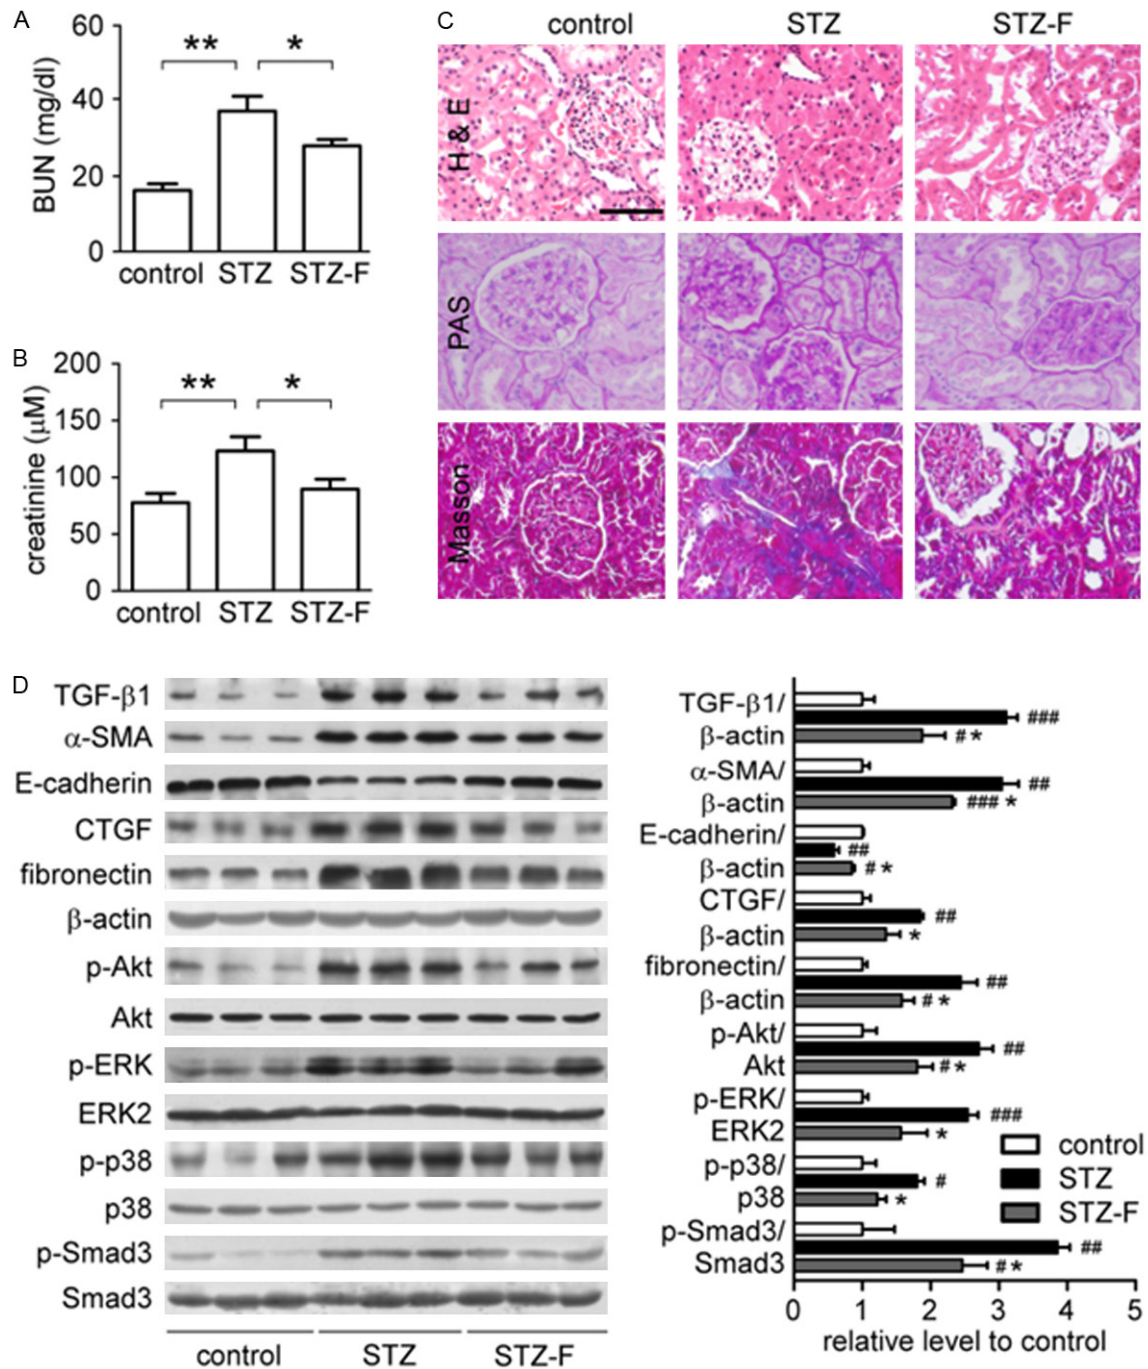 A
60
40
20
0
BUN (mg/dl)
**
*
control STZ STZ-F
B
200
150
100
50
0
creatinine (μM)
**
*
control STZ STZ-F
C
control STZ STZ-F
H & E
PAS
Masson
D
TGF-β1
α-SMA
E-cadherin
CTGF
fibronectin
β-actin
p-Akt
Akt
p-ERK
ERK2
p-p38
p38
p-Smad3
Smad3
control STZ STZ-F
TGF-β1/
###
β-actin # *
α-SMA/
##
β-actin ### *
E-cadherin/
##
β-actin # *
CTGF/
##
β-actin *
fibronectin/
##
β-actin # *
p-Akt/
##
Akt # *
p-ERK/
###
ERK2 *
p-p38/
#
p38 *
p-Smad3/
##
Smad3 # *
control
STZ
STZ-F
0 1 2 3 4 5
relative level to control